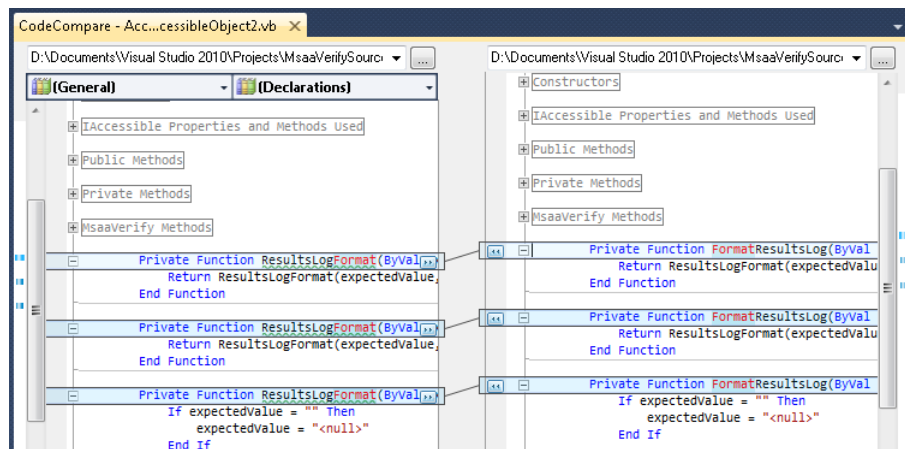 CodeCompare - Acc...cessibleObject2.vb
D:\Documents\Visual Studio 2010\Projects\MsaaVerifySourc
...
(General)
(Declarations)
IAccessible Properties and Methods Used
Public Methods
Private Methods
MsaaVerify Methods
Private Function ResultsLogFormat(ByVal
Return ResultsLogFormat(expectedValue,
End Function
Private Function ResultsLogFormat(ByVal
Return ResultsLogFormat(expectedValue,
End Function
Private Function ResultsLogFormat(ByVal
If expectedValue = "" Then
expectedValue = "<null>"
End If
D:\Documents\Visual Studio 2010\Projects\MsaaVerifySourc
...
Constructors
IAccessible Properties and Methods Used
Public Methods
Private Methods
MsaaVerify Methods
Private Function FormatResultsLog(ByVal
Return ResultsLogFormat(expectedValu
End Function
Private Function FormatResultsLog(ByVal
Return ResultsLogFormat(expectedValu
End Function
Private Function FormatResultsLog(ByVal
If expectedValue = "" Then
expectedValue = "<null>"
End If